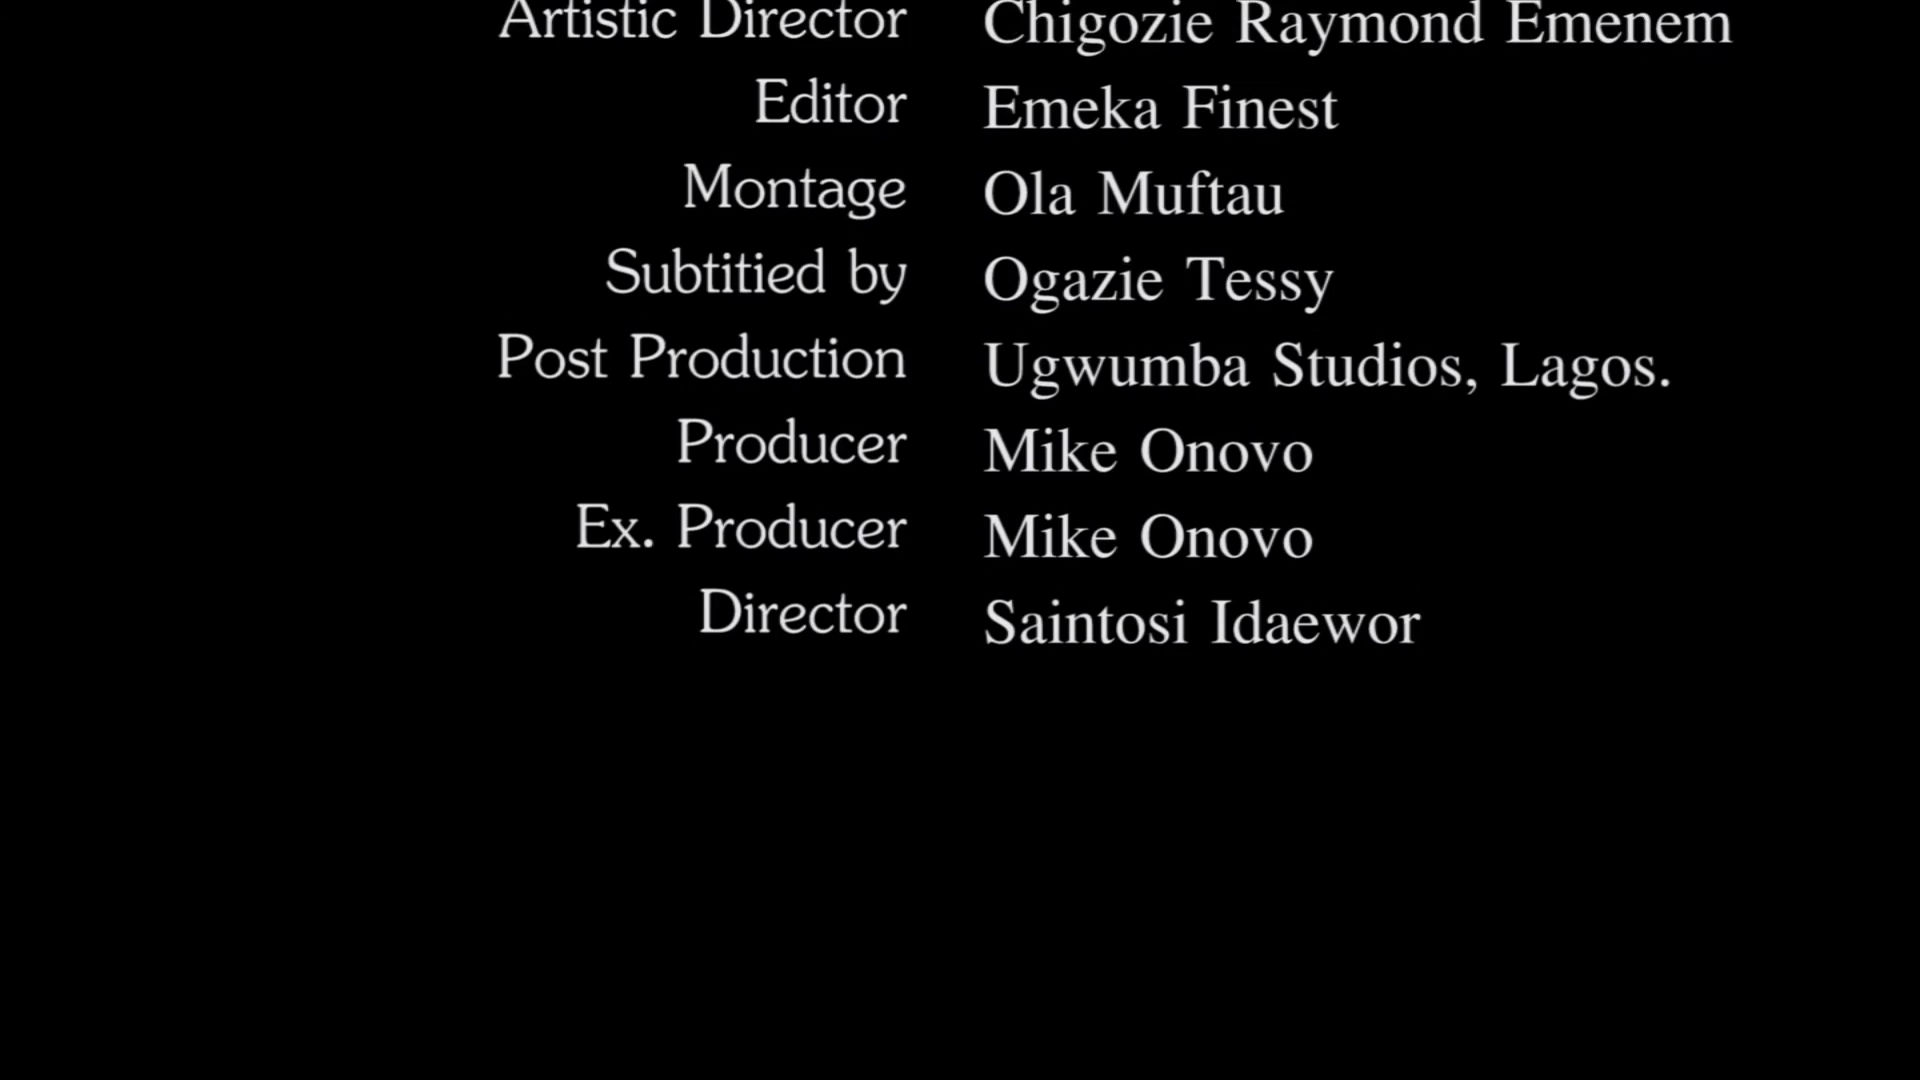 Artistic Director Chigozie Raymond Emenem
Editor Emeka Finest
Montage Ola Muftau
Subtitied by Ogazie Tessy
Post Production Ugwumba Studios, Lagos.
Producer Mike Onovo
Ex. Producer Mike Onovo
Director Saintosi Idaewor